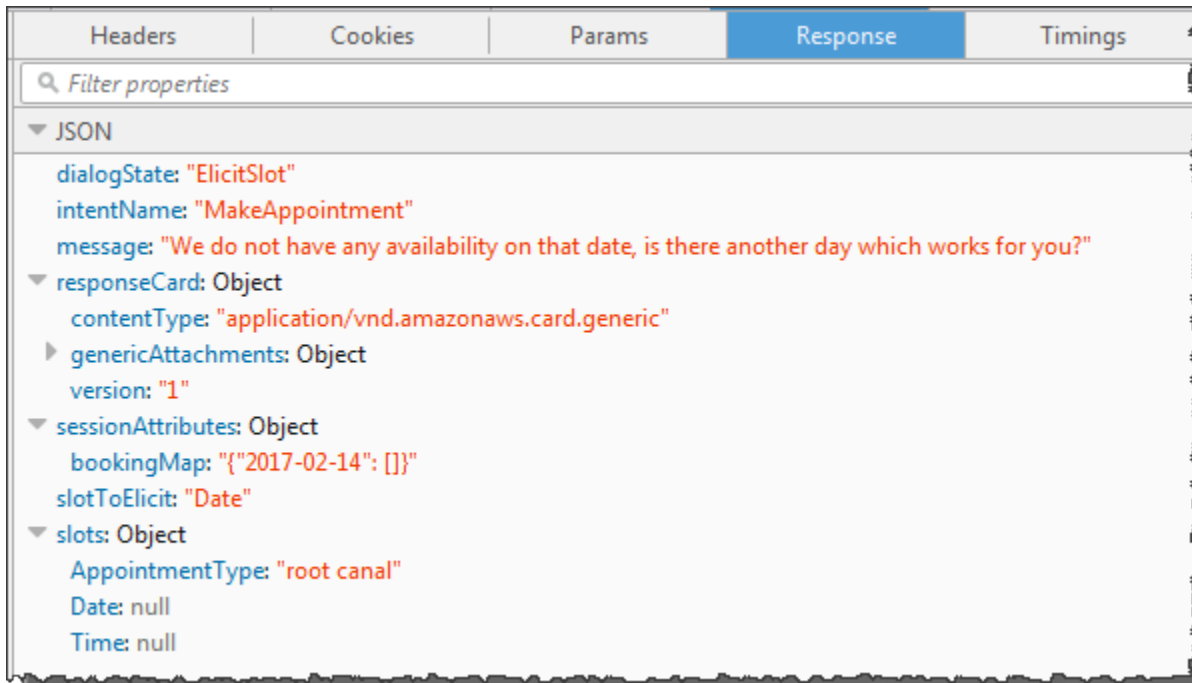 Headers Cookies Params Response Timings
Filter properties
JSON
dialogState: "ElicitSlot"
intentName: "MakeAppointment"
message: "We do not have any availability on that date, is there another day which works for you?"
responseCard: Object
contentType: "application/vnd.amazonaws.card.generic"
genericAttachments: Object
version: "1"
sessionAttributes: Object
bookingMap: "{"2017-02-14": []}"
slotToElicit: "Date"
slots: Object
AppointmentType: "root canal"
Date: null
Time: null